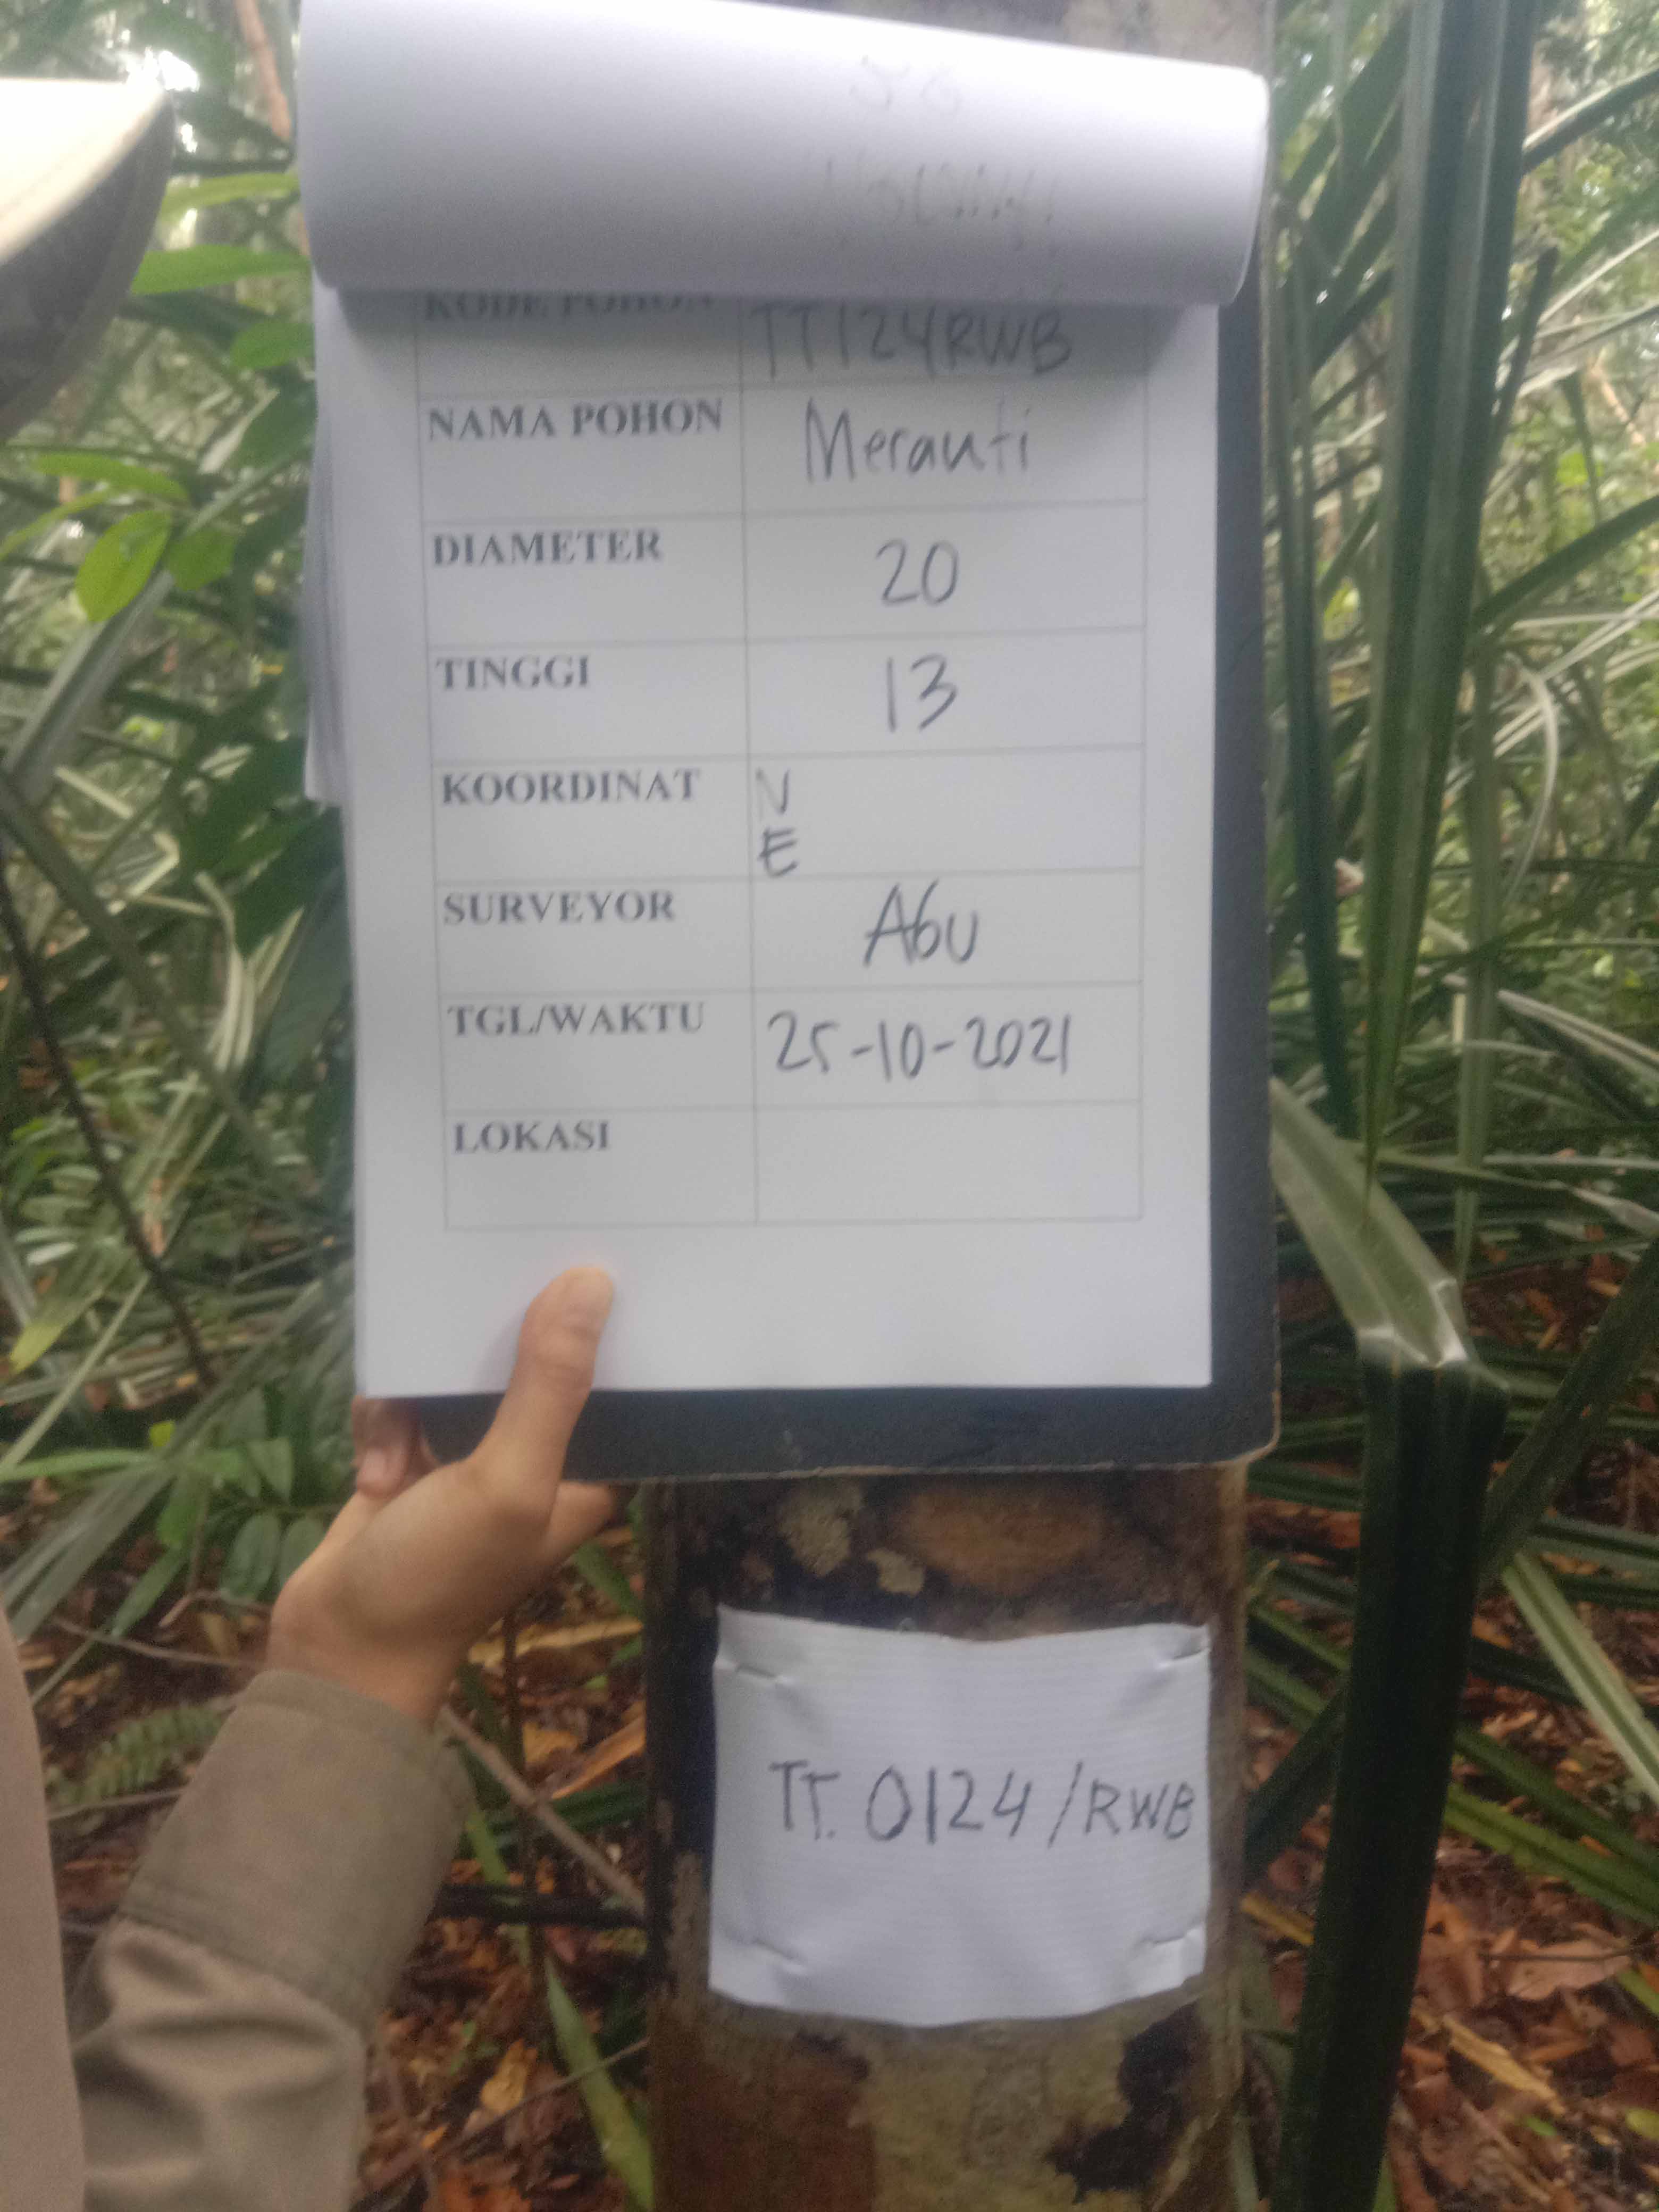 KODE POHON TT124RWB
NAMA POHON Meranti
DIAMETER 20
TINGGI 13
KOORDINAT N
E
SURVEYOR Abu
TGL/WAKTU 25-10-2021
LOKASI
TT. 0124/RWB